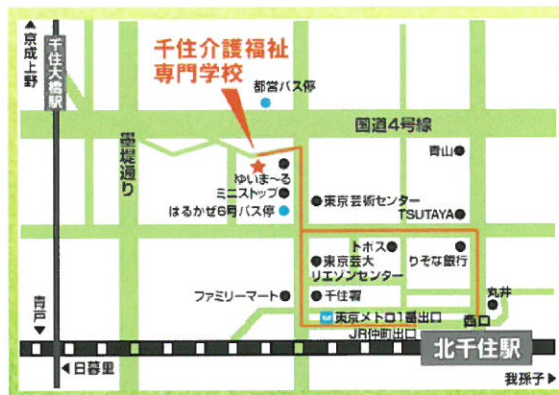 ▲京成上野
千住大橋駅
青戸▼
墨堤通り
千住介護福祉
専門学校
都営バス停
国道4号線
青山
ゆいま〜る
ミニストップ
はるかぜ6号バス停
東京芸術センター
TSUTAYA
トポス
りそな銀行
東京芸大
リエゾンセンター
ファミリーマート
千住署
丸井
東京メトロ1番出口
西口
JR仲町出口
北千住駅
◀日暮里
我孫子▶